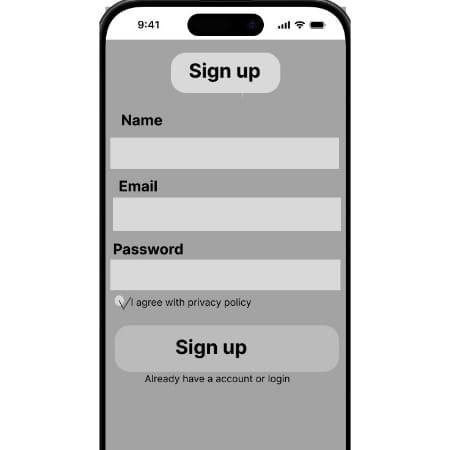 9:41
Sign up
Name
Email
Password
I agree with privacy policy
Sign up
Already have a account or login